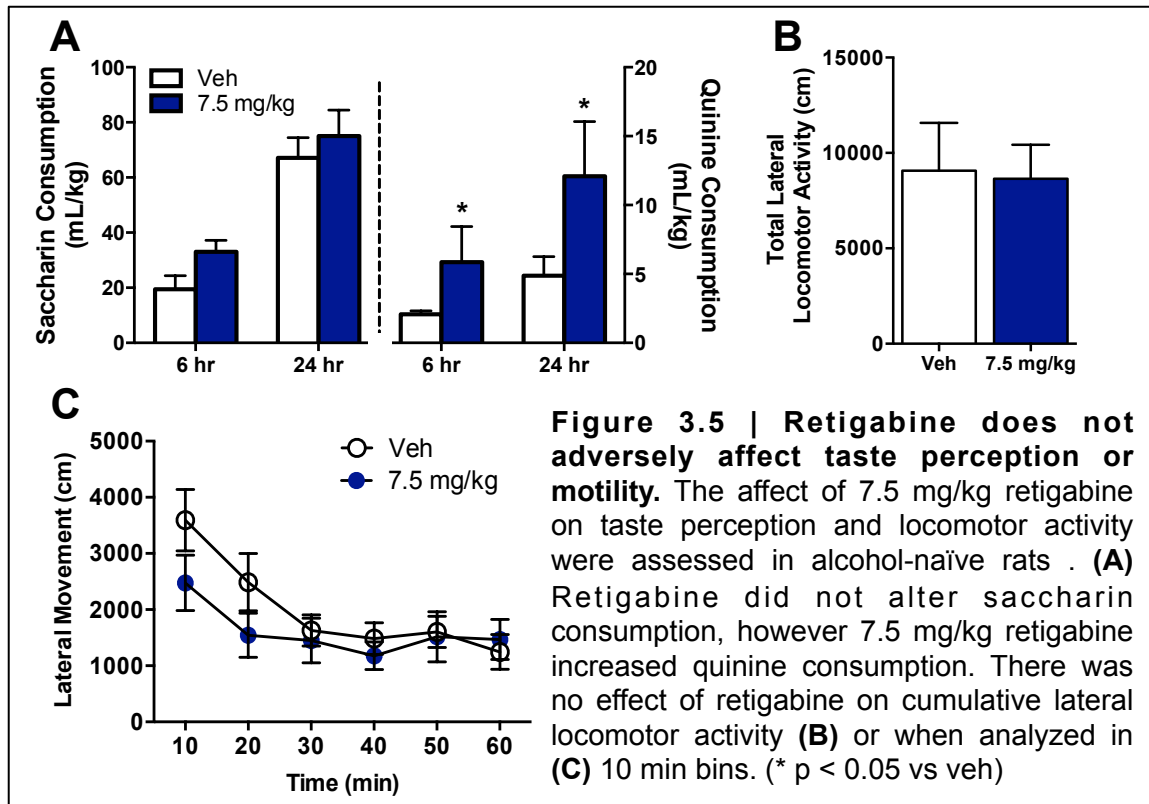 A
Veh
7.5 mg/kg
Saccharin Consumption
(mL/kg)
100
80
60
40
20
0
6 hr
24 hr
*
*
6 hr
24 hr
20
15
10
5
0
Quinine Consumption
(mL/kg)
B
Total Lateral
Locomotor Activity (cm)
15000
10000
5000
0
Veh
7.5 mg/kg
C
Veh
7.5 mg/kg
Lateral Movement (cm)
5000
4000
3000
2000
1000
0
10
20
30
40
50
60
Time (min)
Figure 3.5 | Retigabine does not
adversely affect taste perception or
motility. The affect of 7.5 mg/kg retigabine
on taste perception and locomotor activity
were assessed in alcohol-naïve rats . (A)
Retigabine did not alter saccharin
consumption, however 7.5 mg/kg retigabine
increased quinine consumption. There was
no effect of retigabine on cumulative lateral
locomotor activity (B) or when analyzed in
(C) 10 min bins. (* p < 0.05 vs veh)